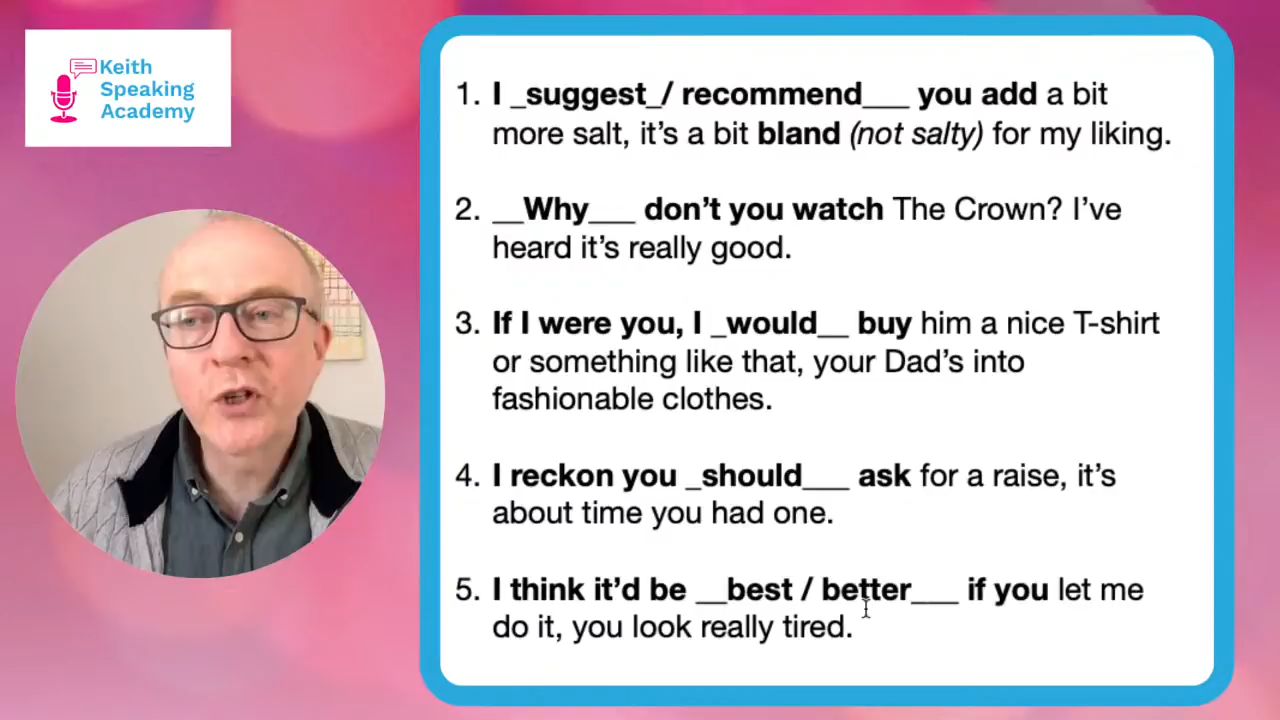 Keith
Speaking
Academy
1. I _suggest_/ recommend___ you add a bit
more salt, it's a bit bland (not salty) for my liking.
2. __Why___ don't you watch The Crown? I've
heard it's really good.
3. If I were you, I _would__ buy him a nice T-shirt
or something like that, your Dad's into
fashionable clothes.
4. I reckon you _should___ ask for a raise, it's
about time you had one.
5. I think it'd be __best / better___ if you let me
do it, you look really tired.